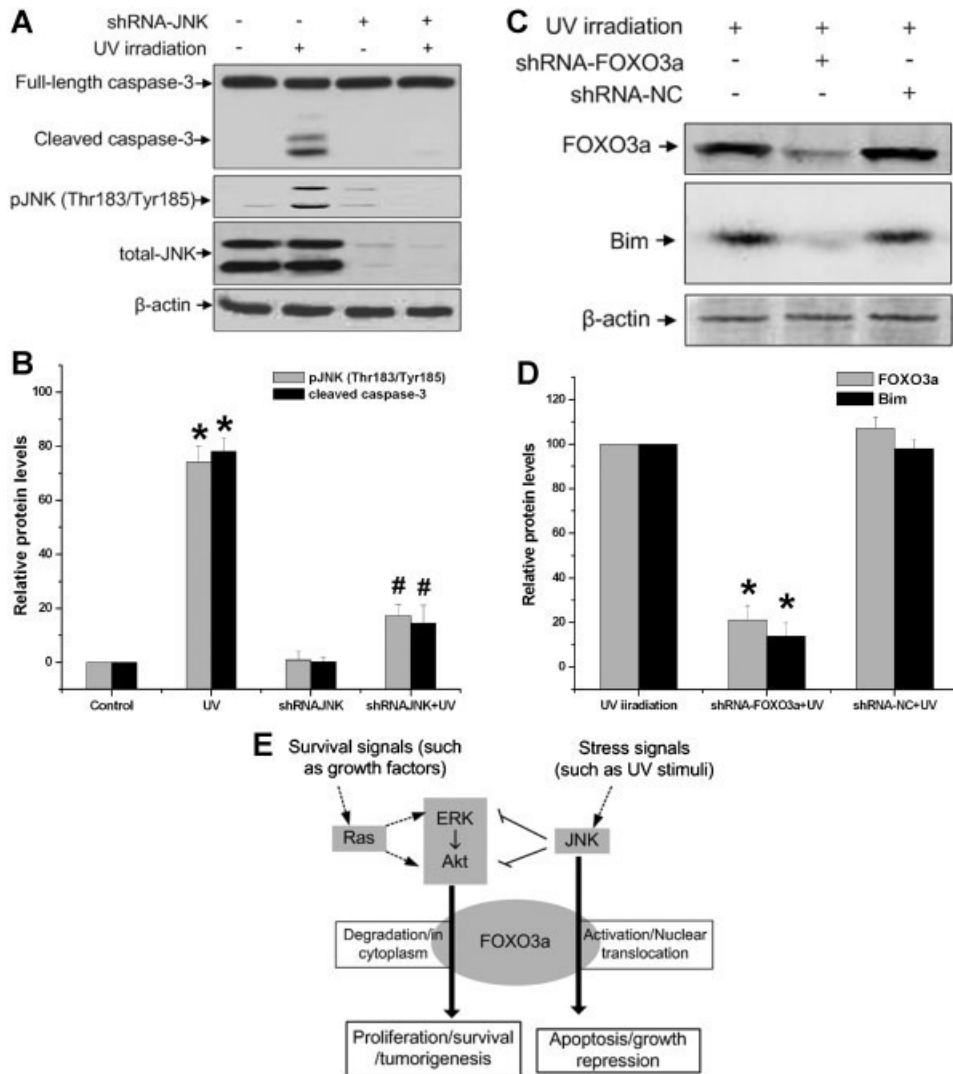 A
shRNA-JNK - - + +
UV irradiation - + - +
Full-length caspase-3
Cleaved caspase-3
pJNK (Thr183/Tyr185)
total-JNK
β-actin
C
UV irradiation + + +
shRNA-FOXO3a - + -
shRNA-NC - - +
FOXO3a
Bim
β-actin
B
pJNK (Thr183/Tyr185)
cleaved caspase-3
Relative protein levels
100
80
60
40
20
0
* *
# #
Control UV shRNAJNK shRNAJNK+UV
D
FOXO3a
Bim
Relative protein levels
120
100
80
60
40
20
0
* *
UV iiradiation shRNA-FOXO3a+UV shRNA-NC+UV
E
Survival signals (such
as growth factors)
Stress signals
(such as UV stimuli)
Ras
ERK
Akt
JNK
Degradation/in
cytoplasm
FOXO3a
Activation/Nuclear
translocation
Proliferation/survival
/tumorigenesis
Apoptosis/growth
repression